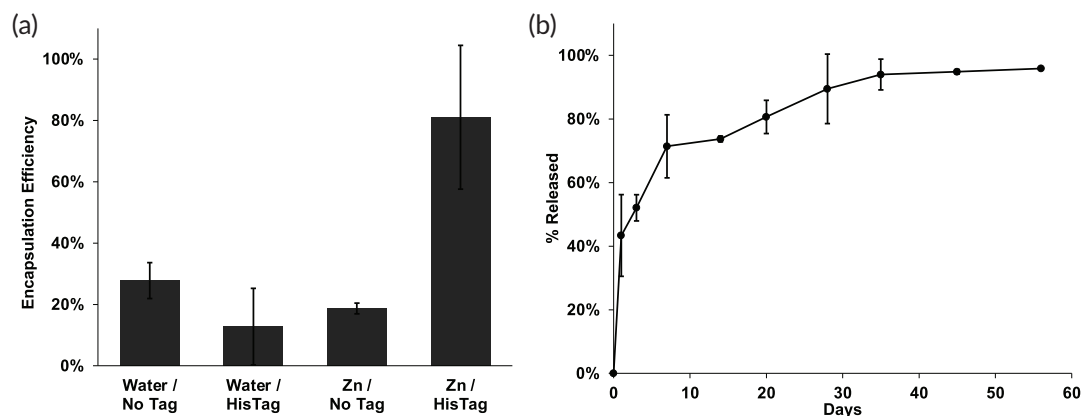 (a)
100%
80%
60%
40%
20%
0%
Encapsulation Efficiency
Water /
No Tag
Water /
HisTag
Zn /
No Tag
Zn /
HisTag
(b)
100%
80%
60%
40%
20%
0%
% Released
0
10
20
30
40
50
60
Days